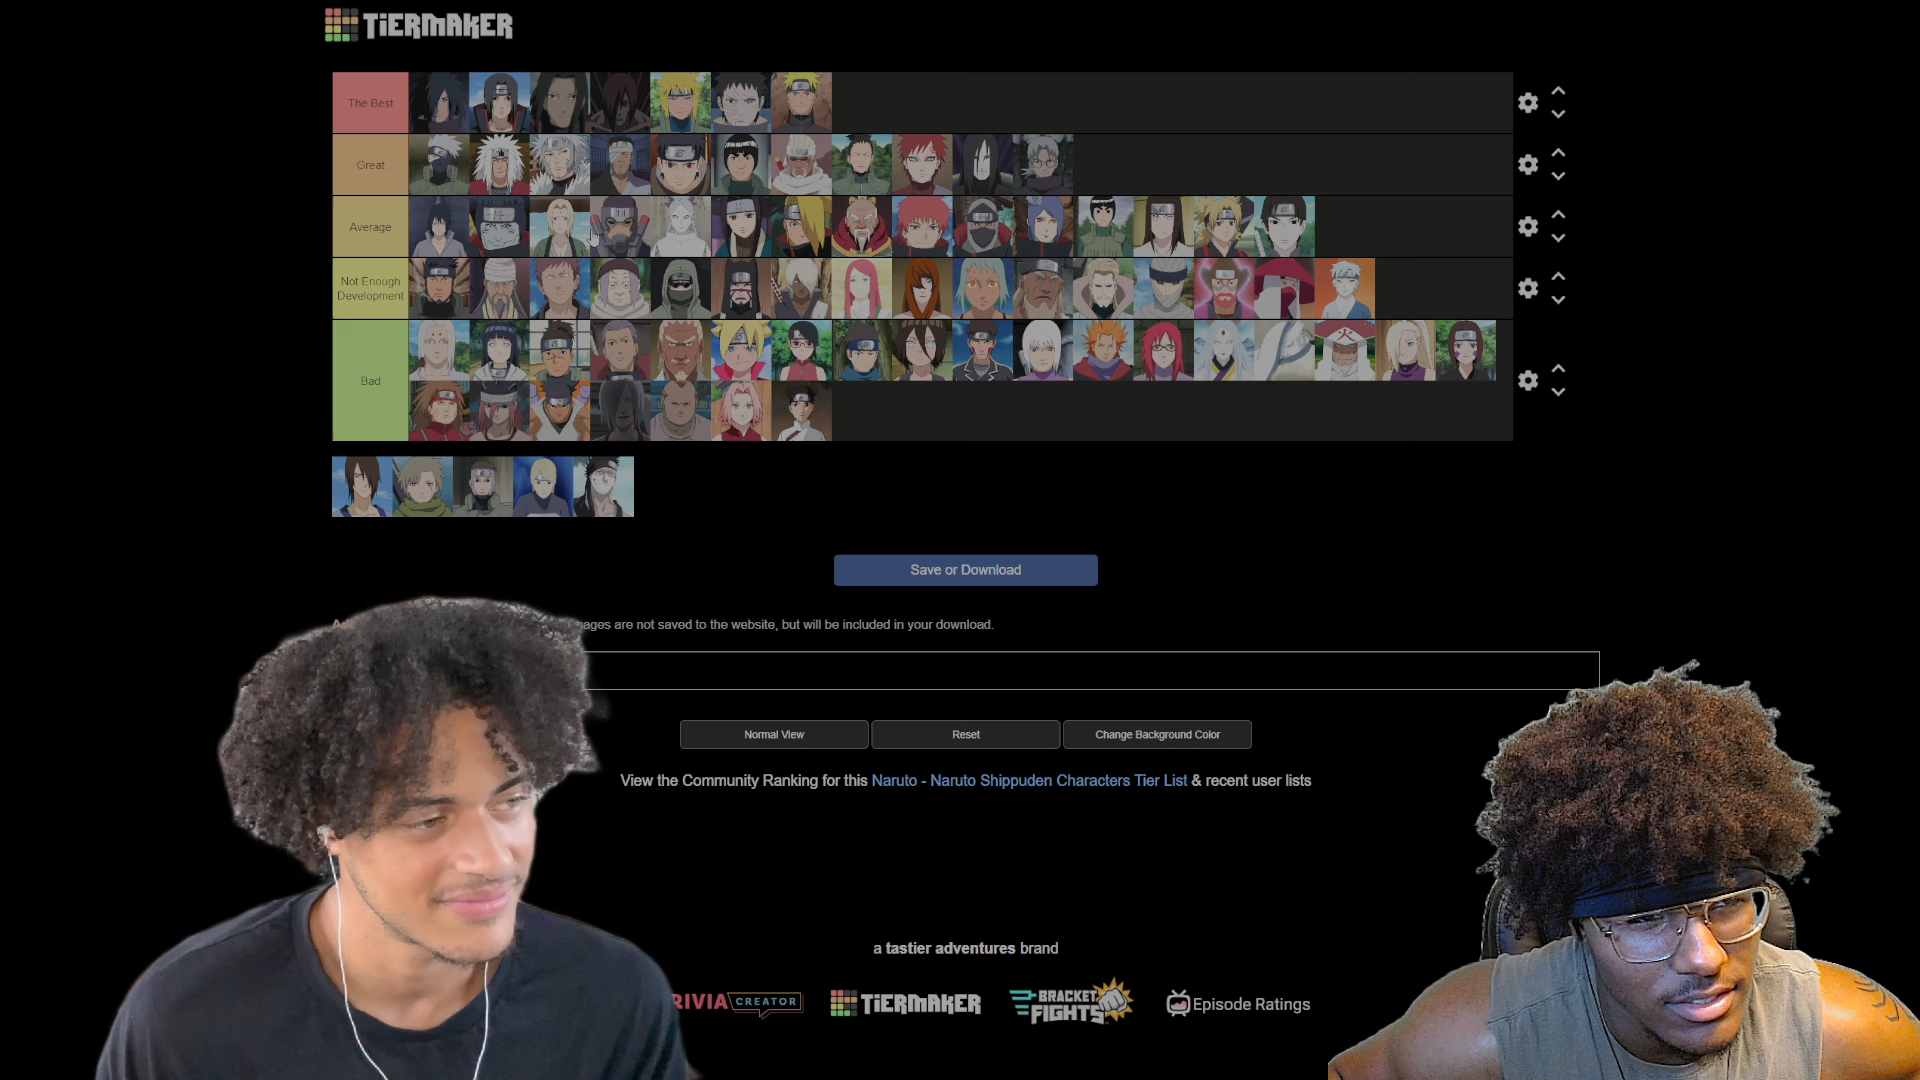 TiERMAKER
The Best
Great
Average
Not Enough
Development
Bad
Save or Download
ages are not saved to the website, but will be included in your download.
Normal View
Reset
Change Background Color
View the Community Ranking for this Naruto - Naruto Shippuden Characters Tier List & recent user lists
a tastier adventures brand
RIVIA CREATOR
TiERMAKER
BRACKET
FIGHTS
Episode Ratings